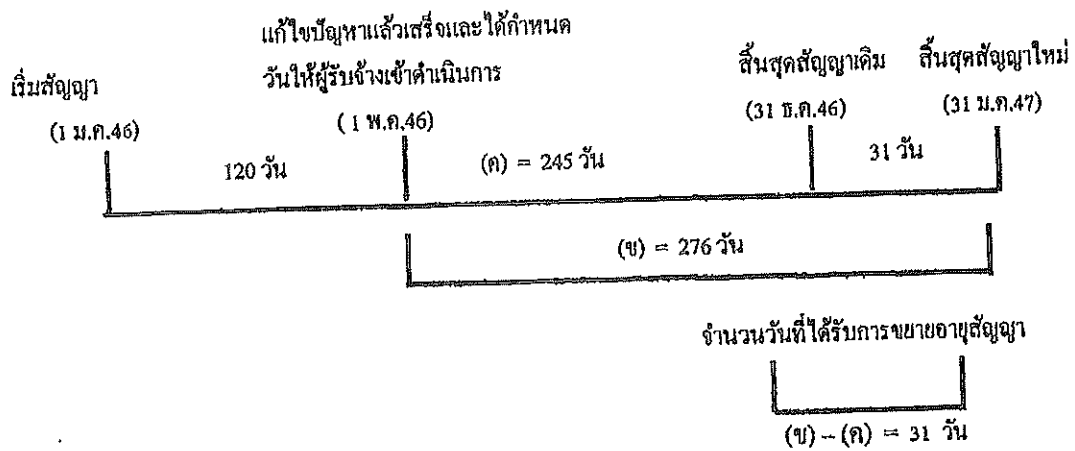 แก้ไขปัญหาแล้วเสร็จและได้กำหนด
วันให้ผู้รับจ้างเข้าดำเนินการ
สิ้นสุดสัญญาเดิม สิ้นสุดสัญญาใหม่
เริ่มสัญญา
(1 ม.ค.46) (1 พ.ค.46) (31 ธ.ค.46) (31 ม.ค.47)
120 วัน (ค) = 245 วัน 31 วัน
(ข) = 276 วัน
จำนวนวันที่ได้รับการขยายอายุสัญญา
(ข) – (ค) = 31 วัน